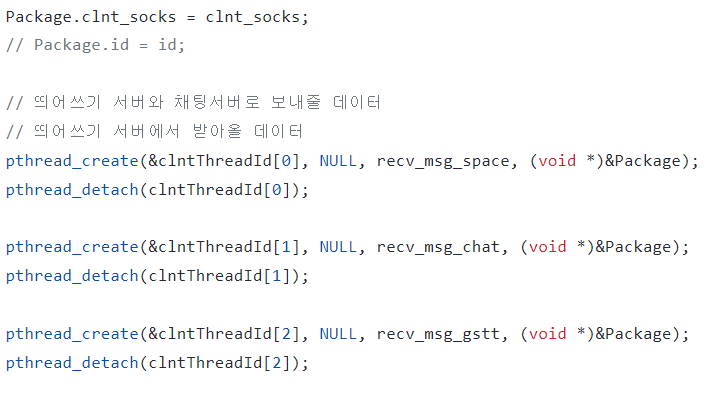 Package.clnt_socks = clnt_socks;
// Package.id = id;
// 띄어쓰기 서버와 채팅서버로 보내줄 데이터
// 띄어쓰기 서버에서 받아올 데이터
pthread_create(&clntThreadId[0], NULL, recv_msg_space, (void *)&Package);
pthread_detach(clntThreadId[0]);
pthread_create(&clntThreadId[1], NULL, recv_msg_chat, (void *)&Package);
pthread_detach(clntThreadId[1]);
pthread_create(&clntThreadId[2], NULL, recv_msg_gstt, (void *)&Package);
pthread_detach(clntThreadId[2]);